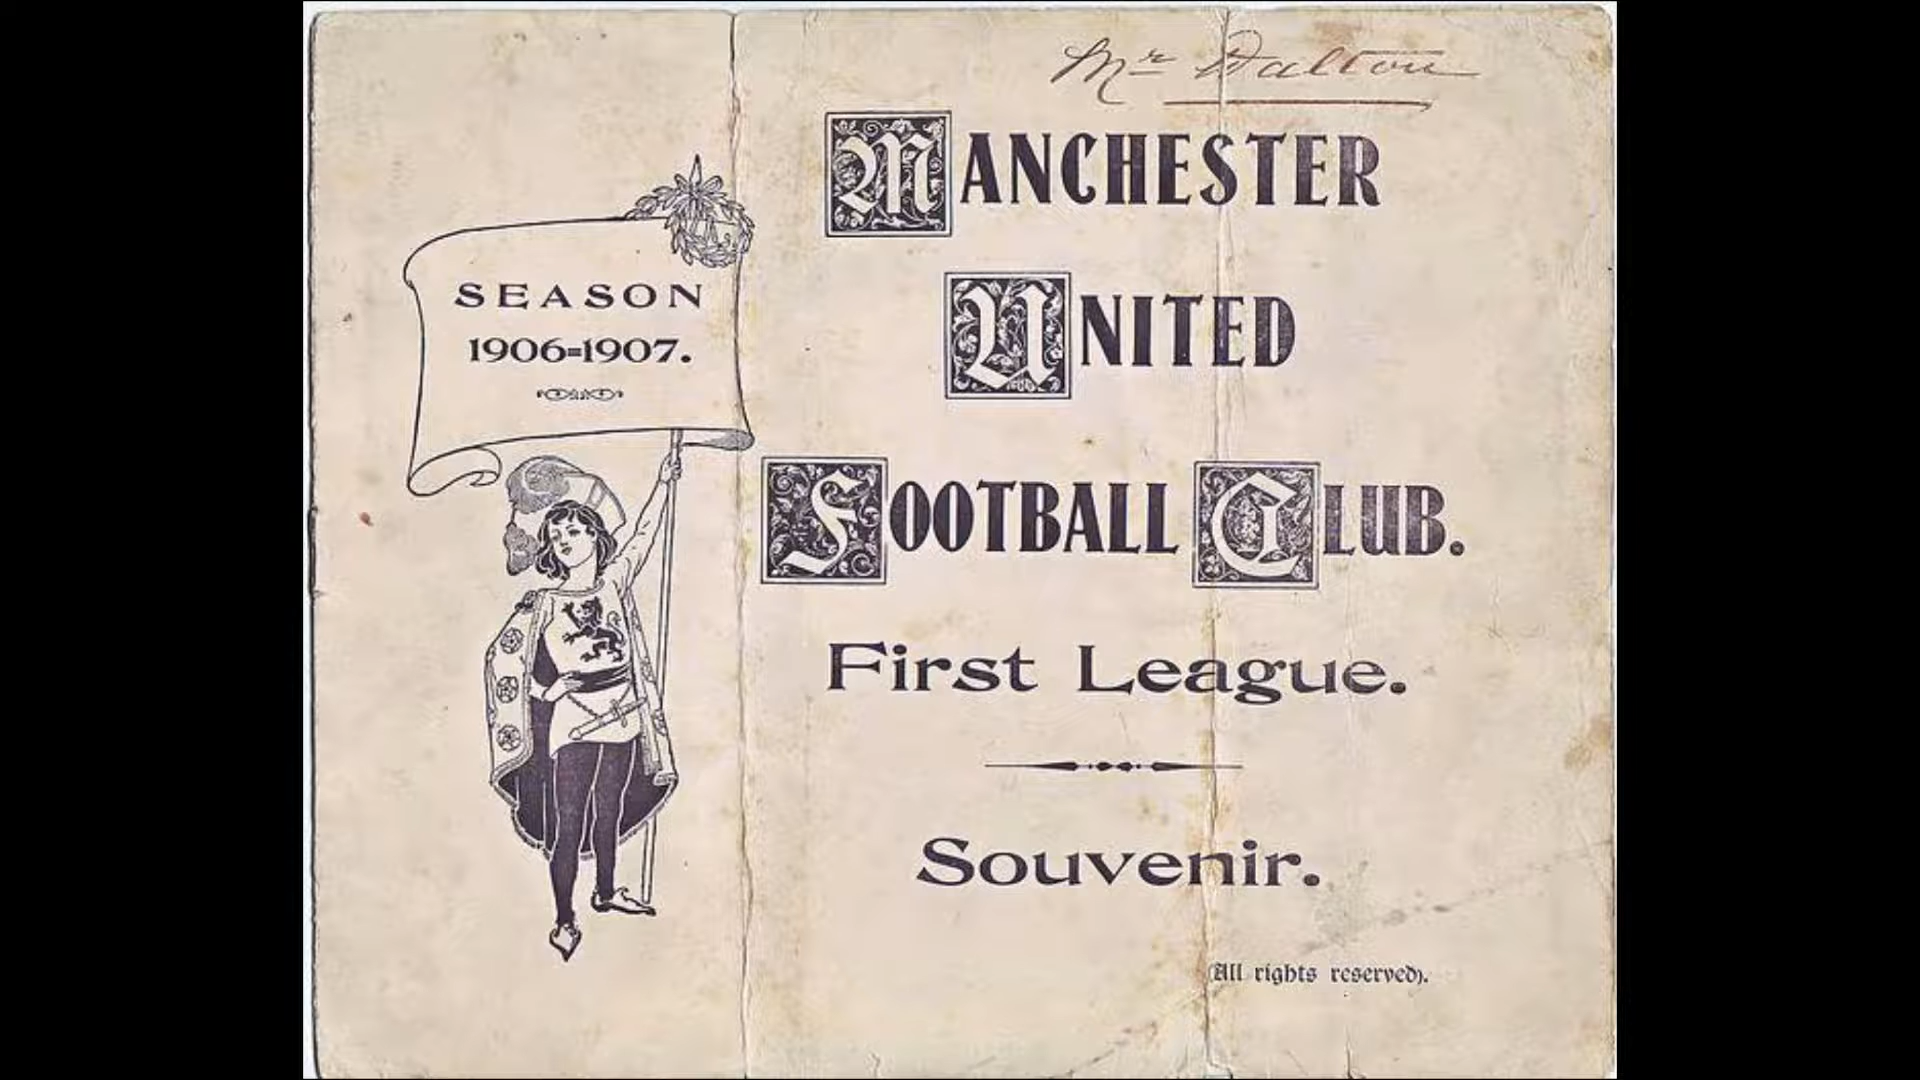 Mr Dalton
MANCHESTER
UNITED
FOOTBALL CLUB.
First League.
Souvenir.
(All rights reserved).
SEASON
1906=1907.